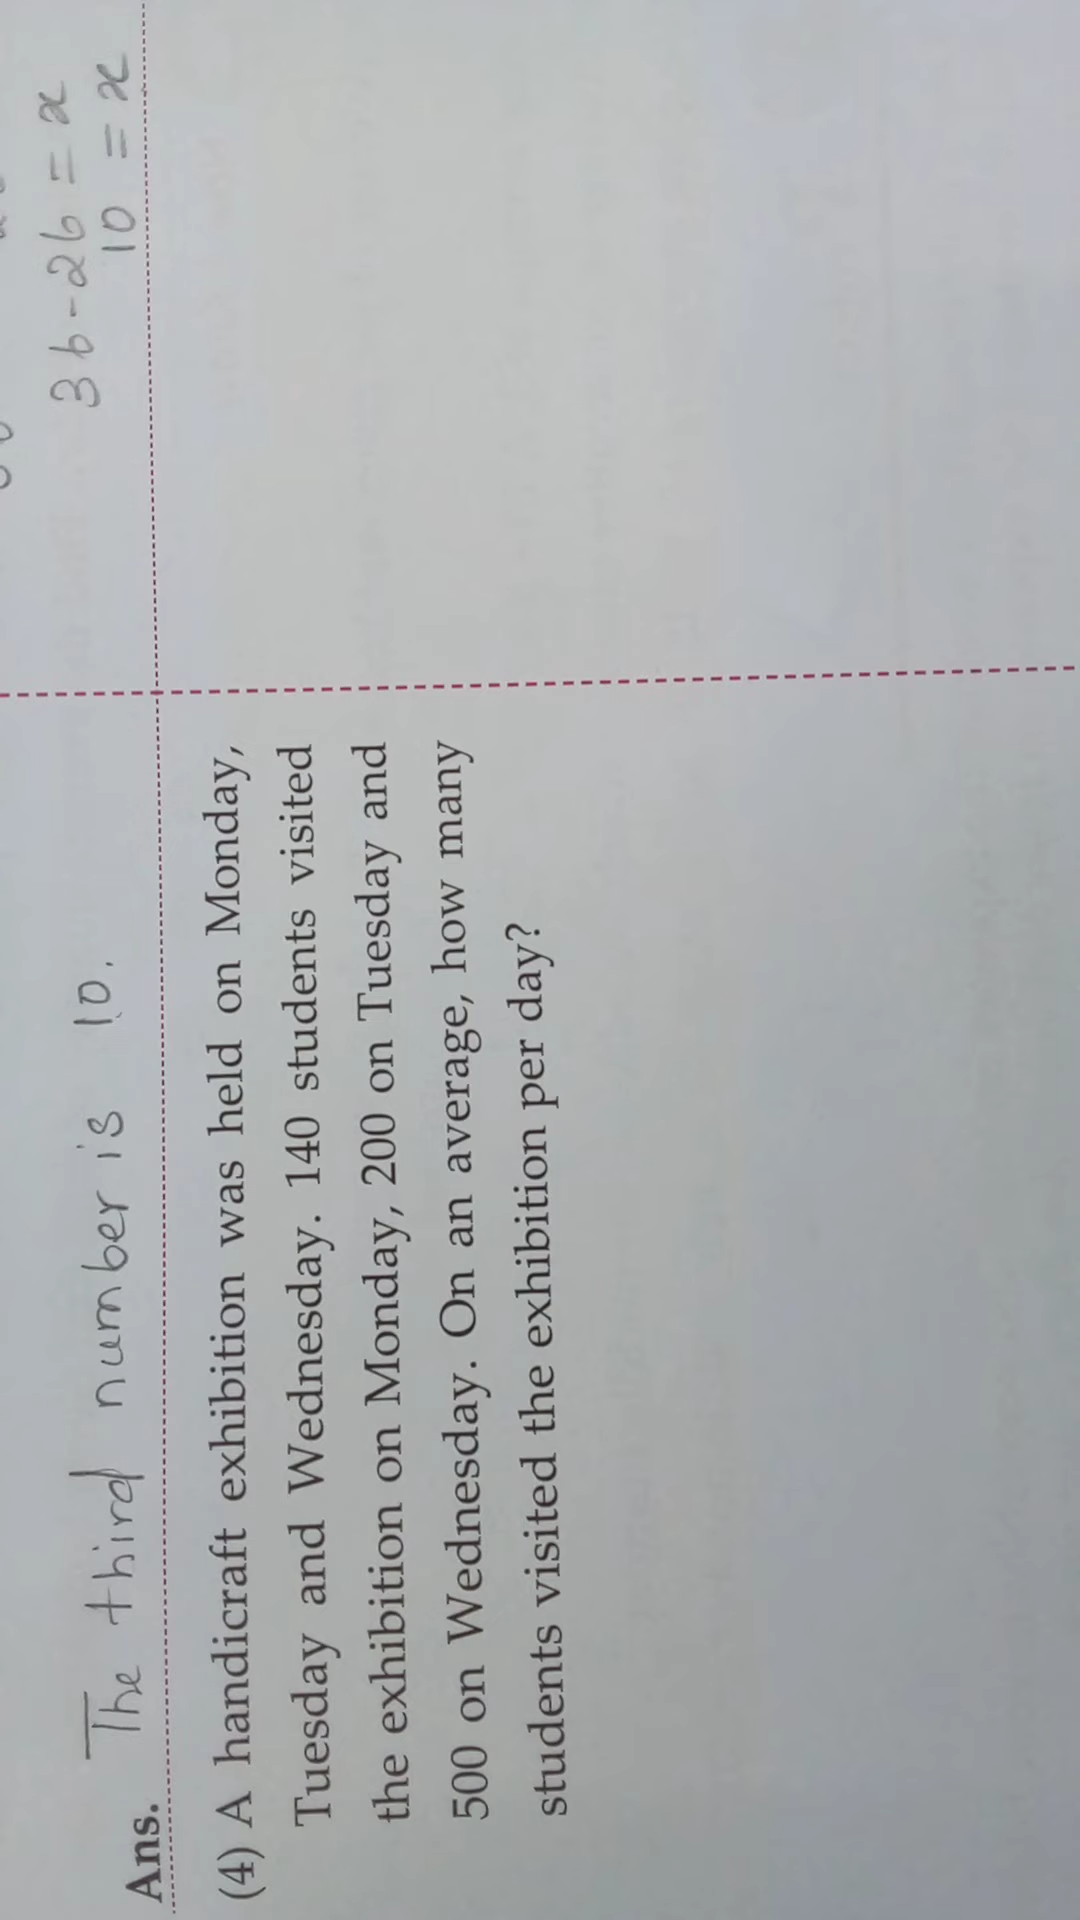 36-26 = x
10 = x
Ans. The third number is 10.
(4) A handicraft exhibition was held on Monday,
Tuesday and Wednesday. 140 students visited
the exhibition on Monday, 200 on Tuesday and
500 on Wednesday. On an average, how many
students visited the exhibition per day?